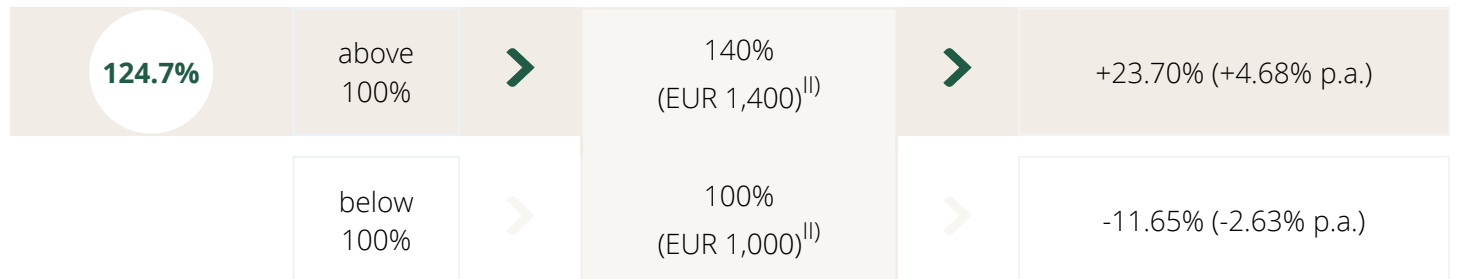 124.7%
above
100%
140%
(EUR 1,400)II)
+23.70% (+4.68% p.a.)
below
100%
100%
(EUR 1,000)II)
-11.65% (-2.63% p.a.)